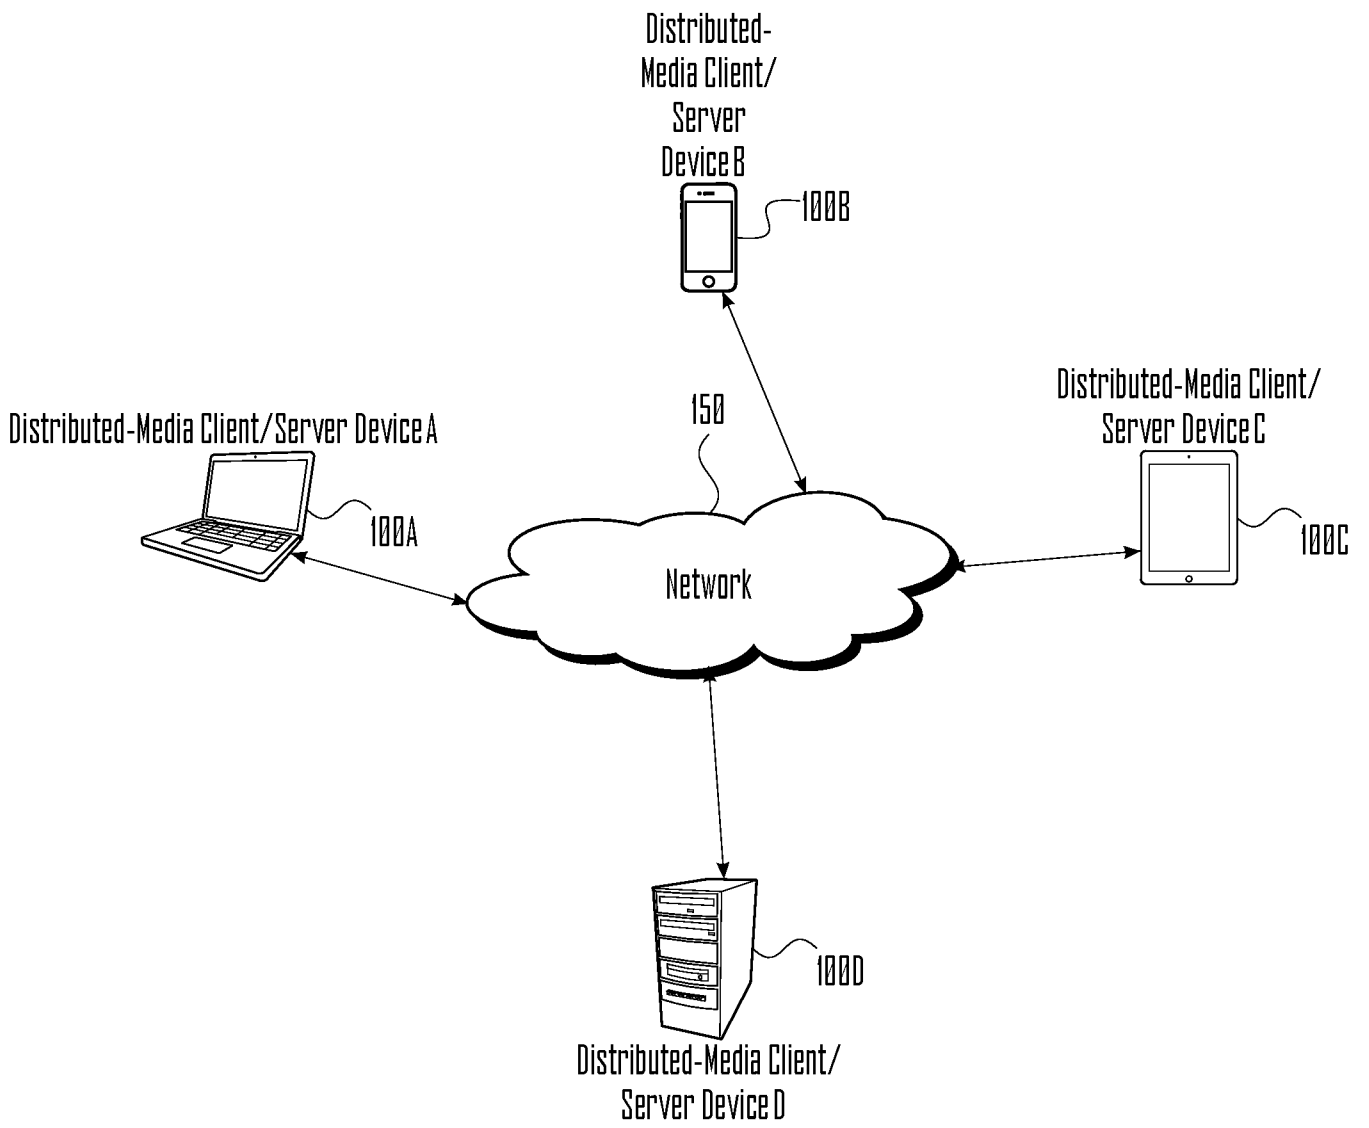 Distributed-
Media Client/
Server
Device B
100B
150
Distributed-Media Client/
Server Device C
Distributed-Media Client/Server Device A
100A
100C
Network
100D
Distributed-Media Client/
Server Device D